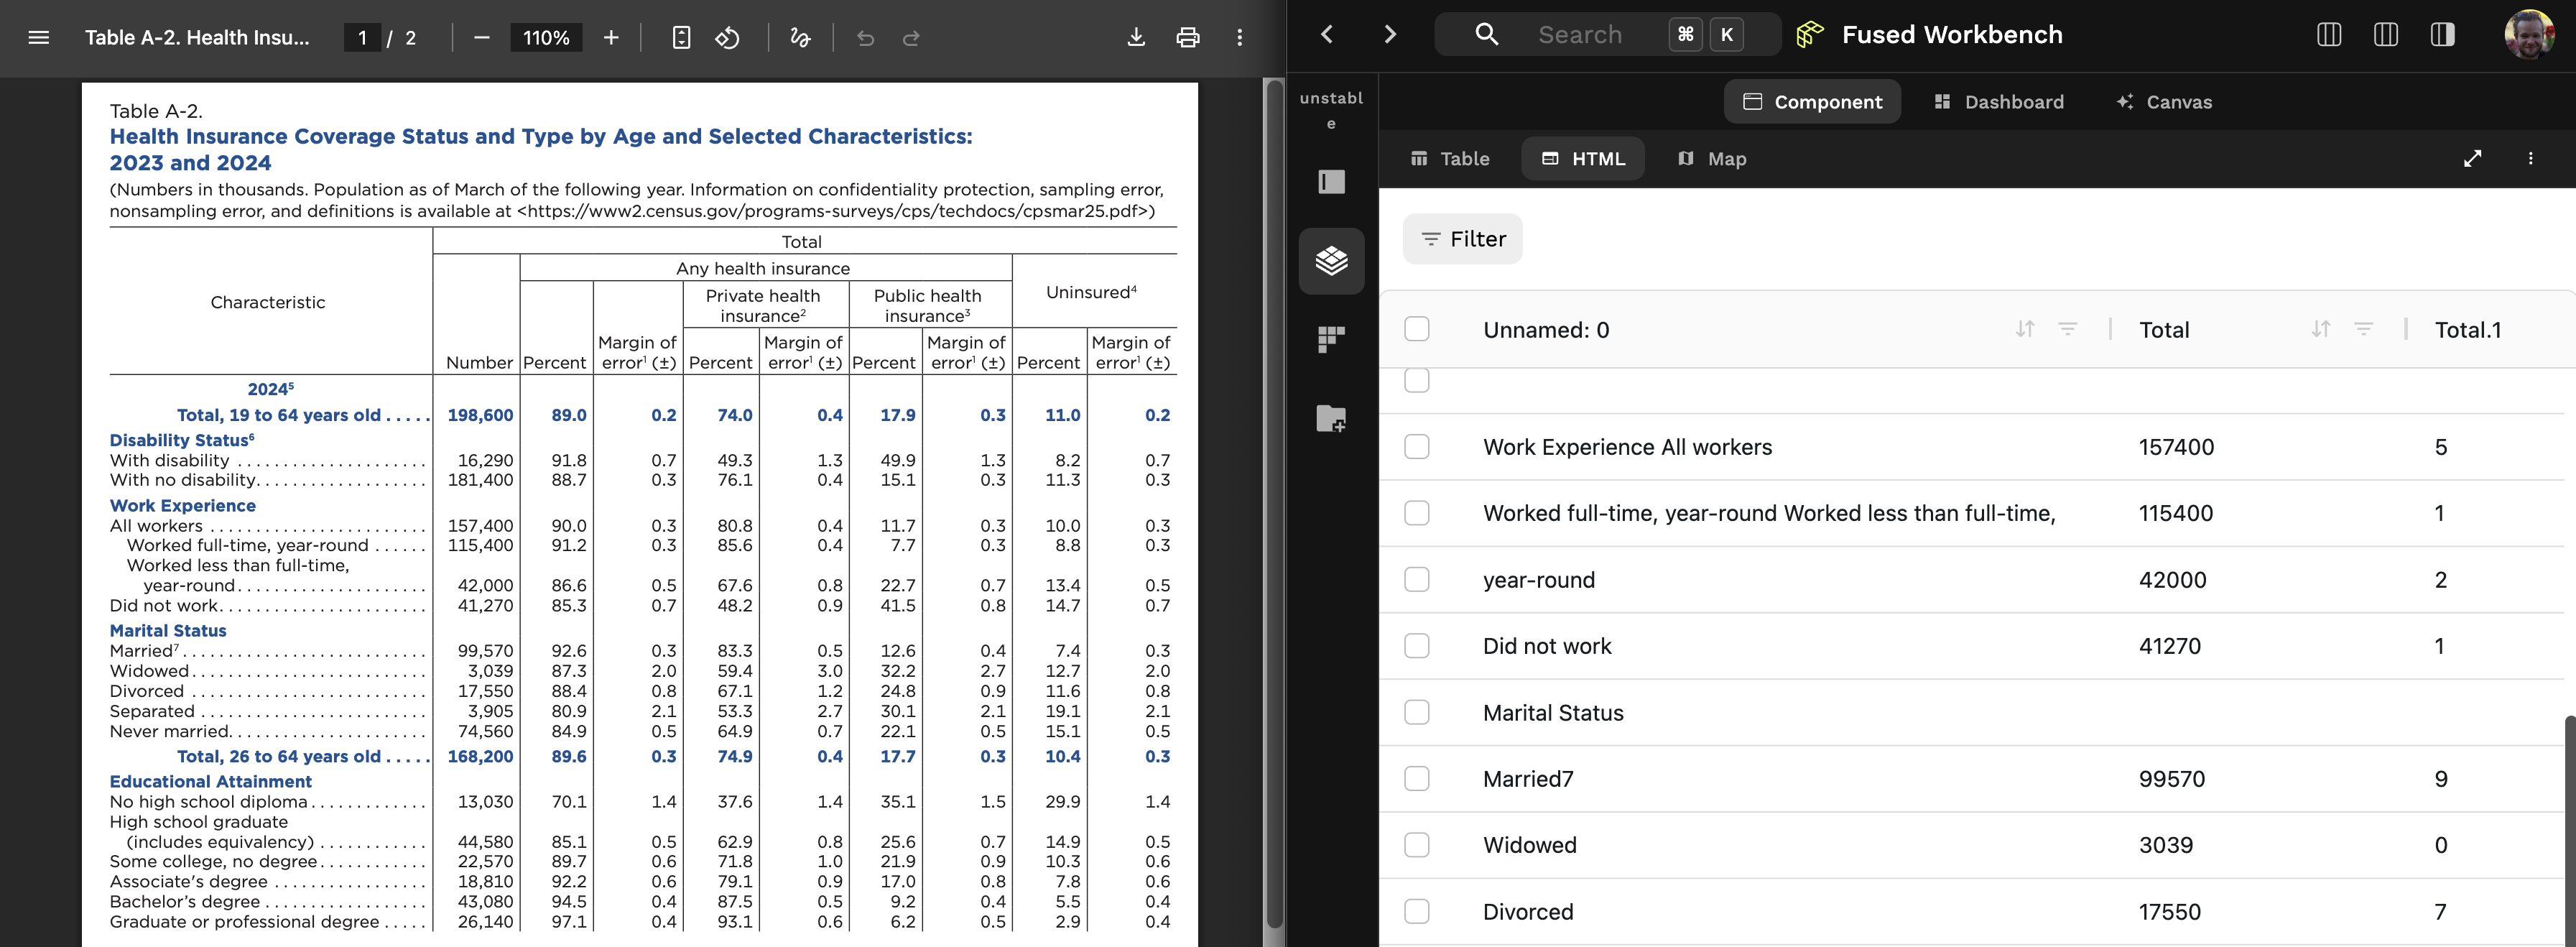 Table A-2. Health Insu...
1 / 2
110%
Table A-2.
Health Insurance Coverage Status and Type by Age and Selected Characteristics:
2023 and 2024
(Numbers in thousands. Population as of March of the following year. Information on confidentiality protection, sampling error,
nonsampling error, and definitions is available at <https://www2.census.gov/programs-surveys/cps/techdocs/cpsmar25.pdf>)
Characteristic
Total
Any health insurance
Private health
insurance²
Public health
insurance³
Uninsured⁴
Number
Percent
Margin of
error¹ (±)
Percent
Margin of
error¹ (±)
Percent
Margin of
error¹ (±)
Percent
Margin of
error¹ (±)
2024⁵
Total, 19 to 64 years old ..... 198,600 89.0 0.2 74.0 0.4 17.9 0.3 11.0 0.2
Disability Status⁶
With disability ..................... 16,290 91.8 0.7 49.3 1.3 49.9 1.3 8.2 0.7
With no disability................... 181,400 88.7 0.3 76.1 0.4 15.1 0.3 11.3 0.3
Work Experience
All workers ........................ 157,400 90.0 0.3 80.8 0.4 11.7 0.3 10.0 0.3
Worked full-time, year-round ...... 115,400 91.2 0.3 85.6 0.4 7.7 0.3 8.8 0.3
Worked less than full-time,
year-round..................... 42,000 86.6 0.5 67.6 0.8 22.7 0.7 13.4 0.5
Did not work....................... 41,270 85.3 0.7 48.2 0.9 41.5 0.8 14.7 0.7
Marital Status
Married⁷........................... 99,570 92.6 0.3 83.3 0.5 12.6 0.4 7.4 0.3
Widowed.......................... 3,039 87.3 2.0 59.4 3.0 32.2 2.7 12.7 2.0
Divorced .......................... 17,550 88.4 0.8 67.1 1.2 24.8 0.9 11.6 0.8
Separated ......................... 3,905 80.9 2.1 53.3 2.7 30.1 2.1 19.1 2.1
Never married...................... 74,560 84.9 0.5 64.9 0.7 22.1 0.5 15.1 0.5
Total, 26 to 64 years old ..... 168,200 89.6 0.3 74.9 0.4 17.7 0.3 10.4 0.3
Educational Attainment
No high school diploma............. 13,030 70.1 1.4 37.6 1.4 35.1 1.5 29.9 1.4
High school graduate
(includes equivalency) ............ 44,580 85.1 0.5 62.9 0.8 25.6 0.7 14.9 0.5
Some college, no degree............ 22,570 89.7 0.6 71.8 1.0 21.9 0.9 10.3 0.6
Associate's degree ................. 18,810 92.2 0.6 79.1 0.9 17.0 0.8 7.8 0.6
Bachelor's degree .................. 43,080 94.5 0.4 87.5 0.5 9.2 0.4 5.5 0.4
Graduate or professional degree ..... 26,140 97.1 0.4 93.1 0.6 6.2 0.5 2.9 0.4
Search ⌘ K
Fused Workbench
unstabl
e
Component
Dashboard
Canvas
Table
HTML
Map
Filter
Unnamed: 0 Total Total.1
Work Experience All workers 157400 5
Worked full-time, year-round Worked less than full-time, 115400 1
year-round 42000 2
Did not work 41270 1
Marital Status
Married7 99570 9
Widowed 3039 0
Divorced 17550 7